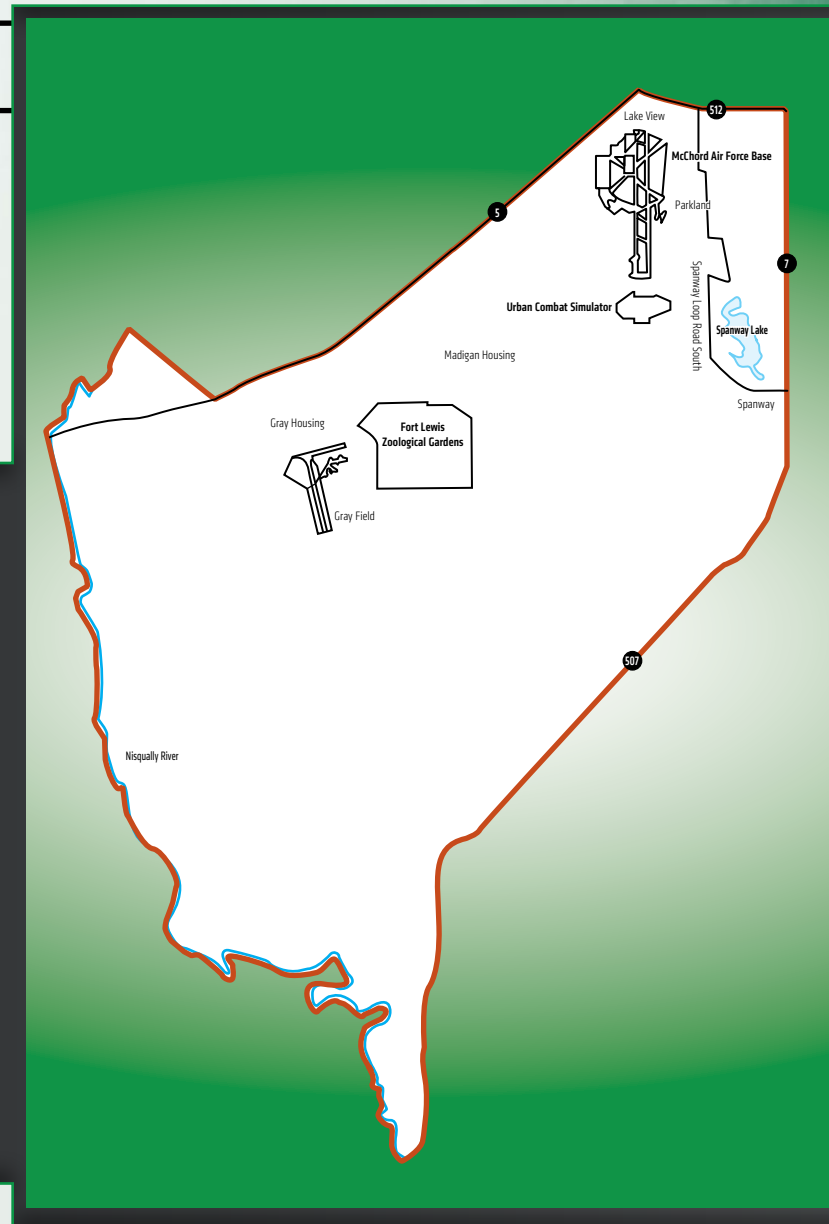 512
Lake View
McChord Air Force Base
Parkland
5
7
Spanway Loop Road South
Urban Combat Simulator
Spanway Lake
Madigan Housing
Spanway
Gray Housing
Fort Lewis
Zoological Gardens
Gray Field
507
Nisqually River